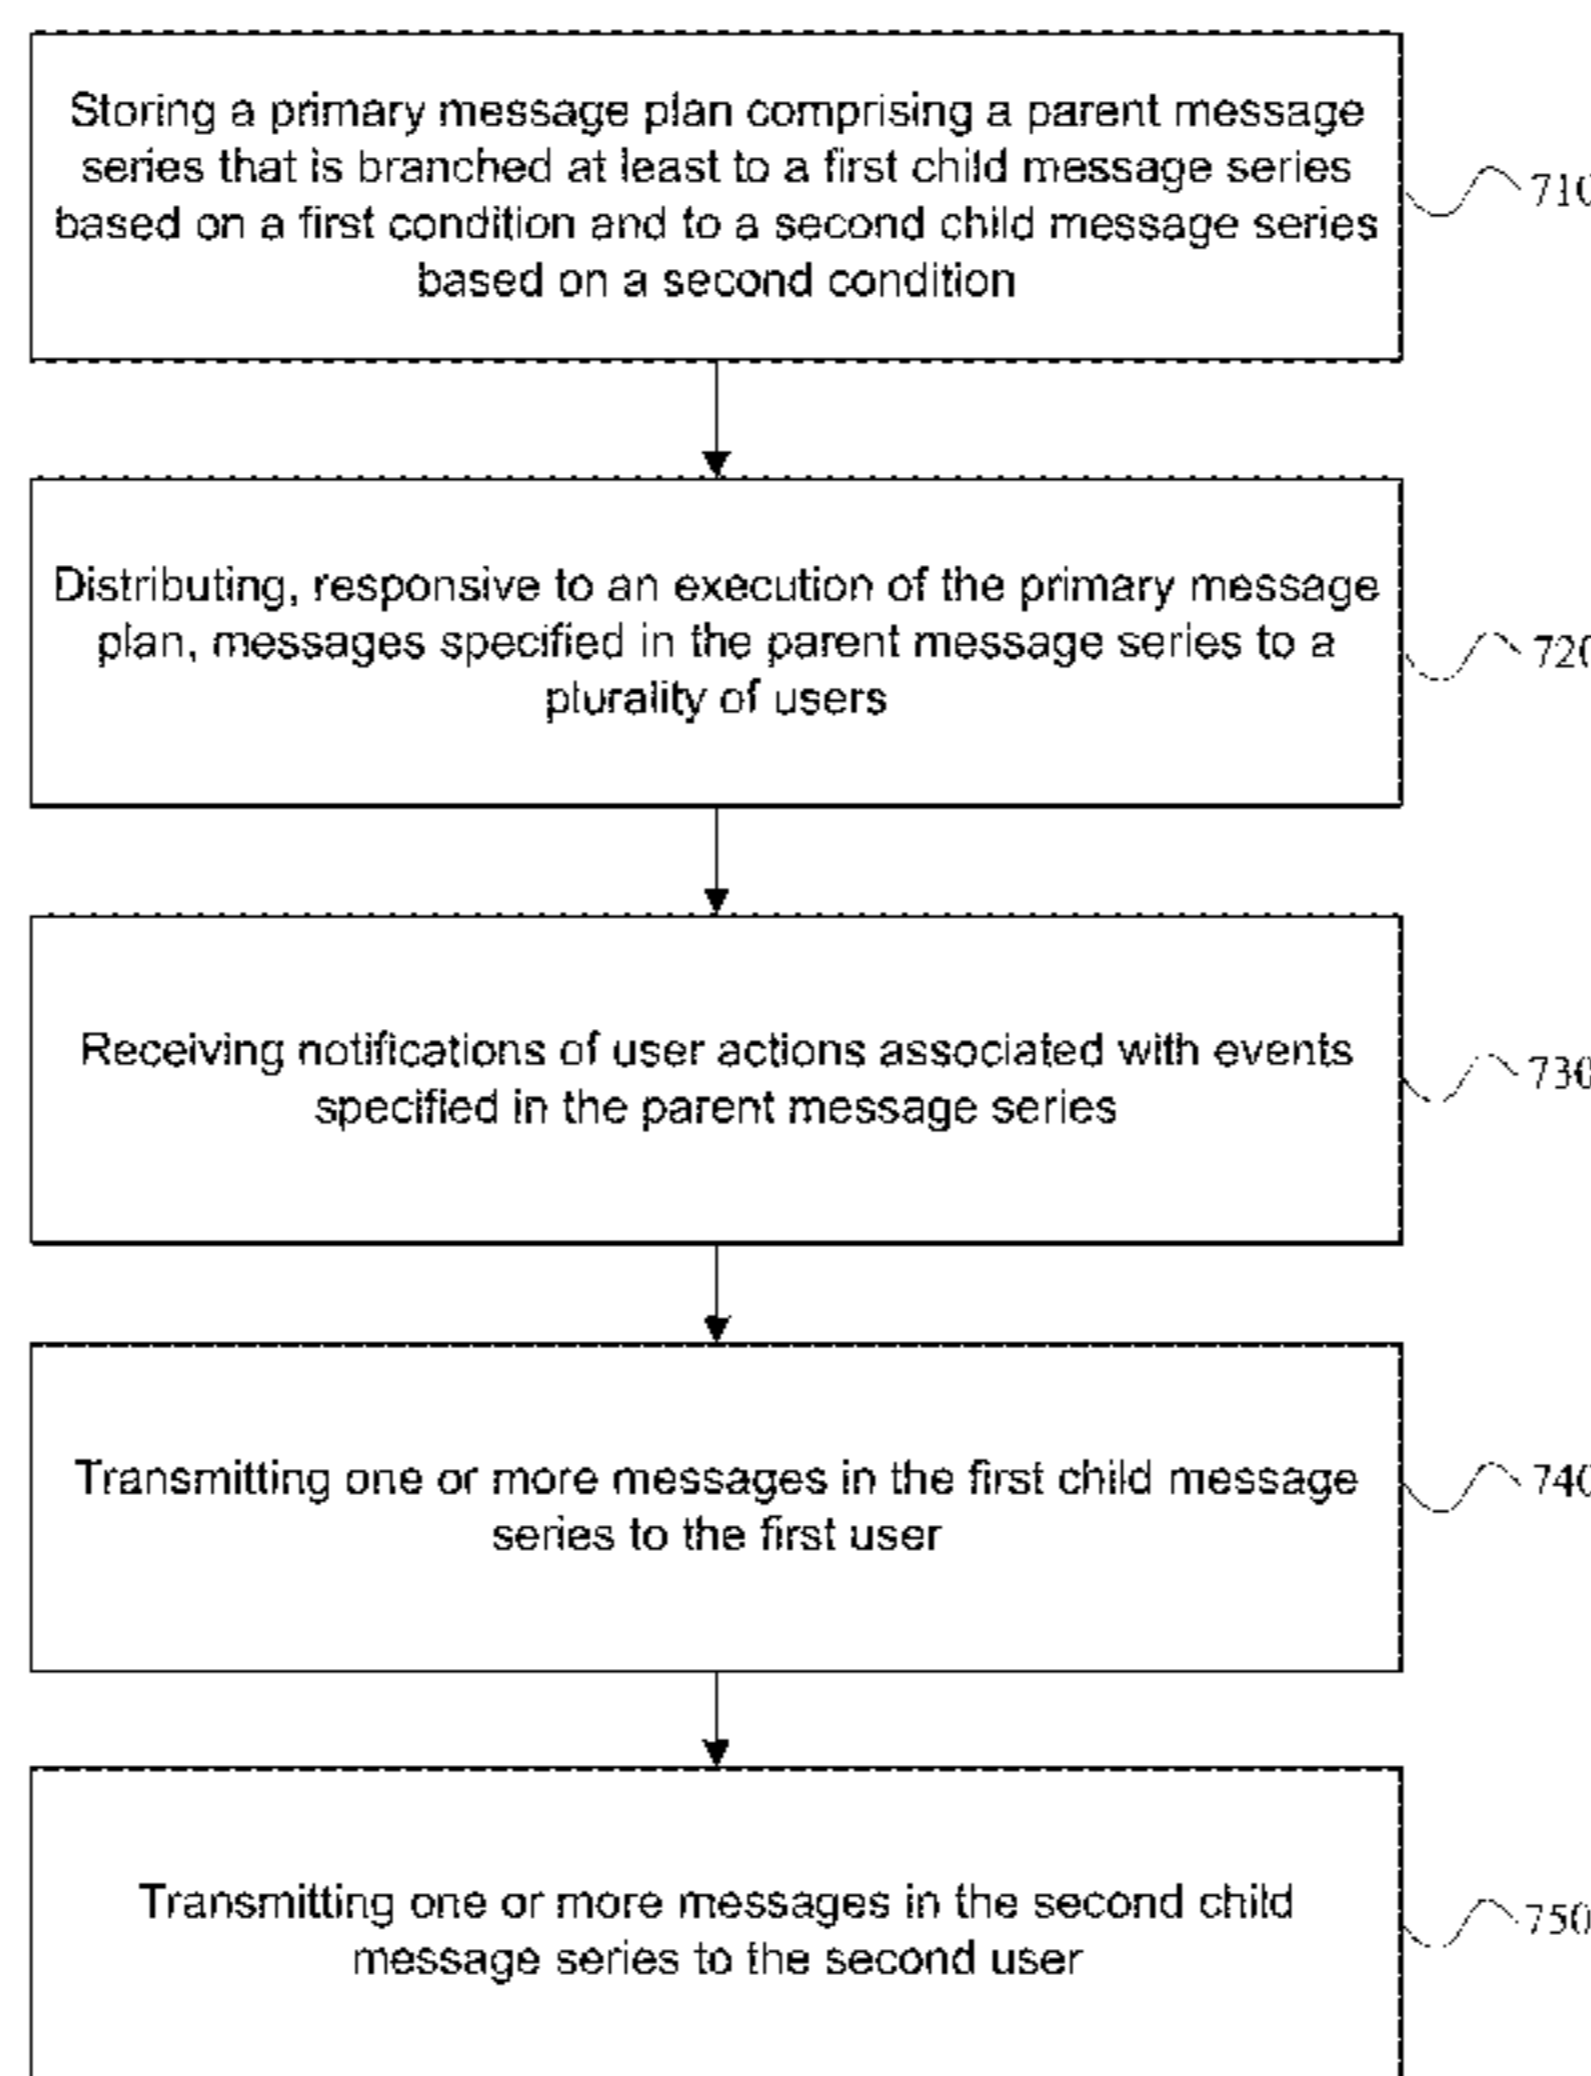 Storing a primary message plan comprising a parent message
series that is branched at least to a first child message series
based on a first condition and to a second child message series
based on a second condition
710
Distributing, responsive to an execution of the primary message
plan, messages specified in the parent message series to a
plurality of users
720
Receiving notifications of user actions associated with events
specified in the parent message series
730
Transmitting one or more messages in the first child message
series to the first user
740
Transmitting one or more messages in the second child
message series to the second user
750